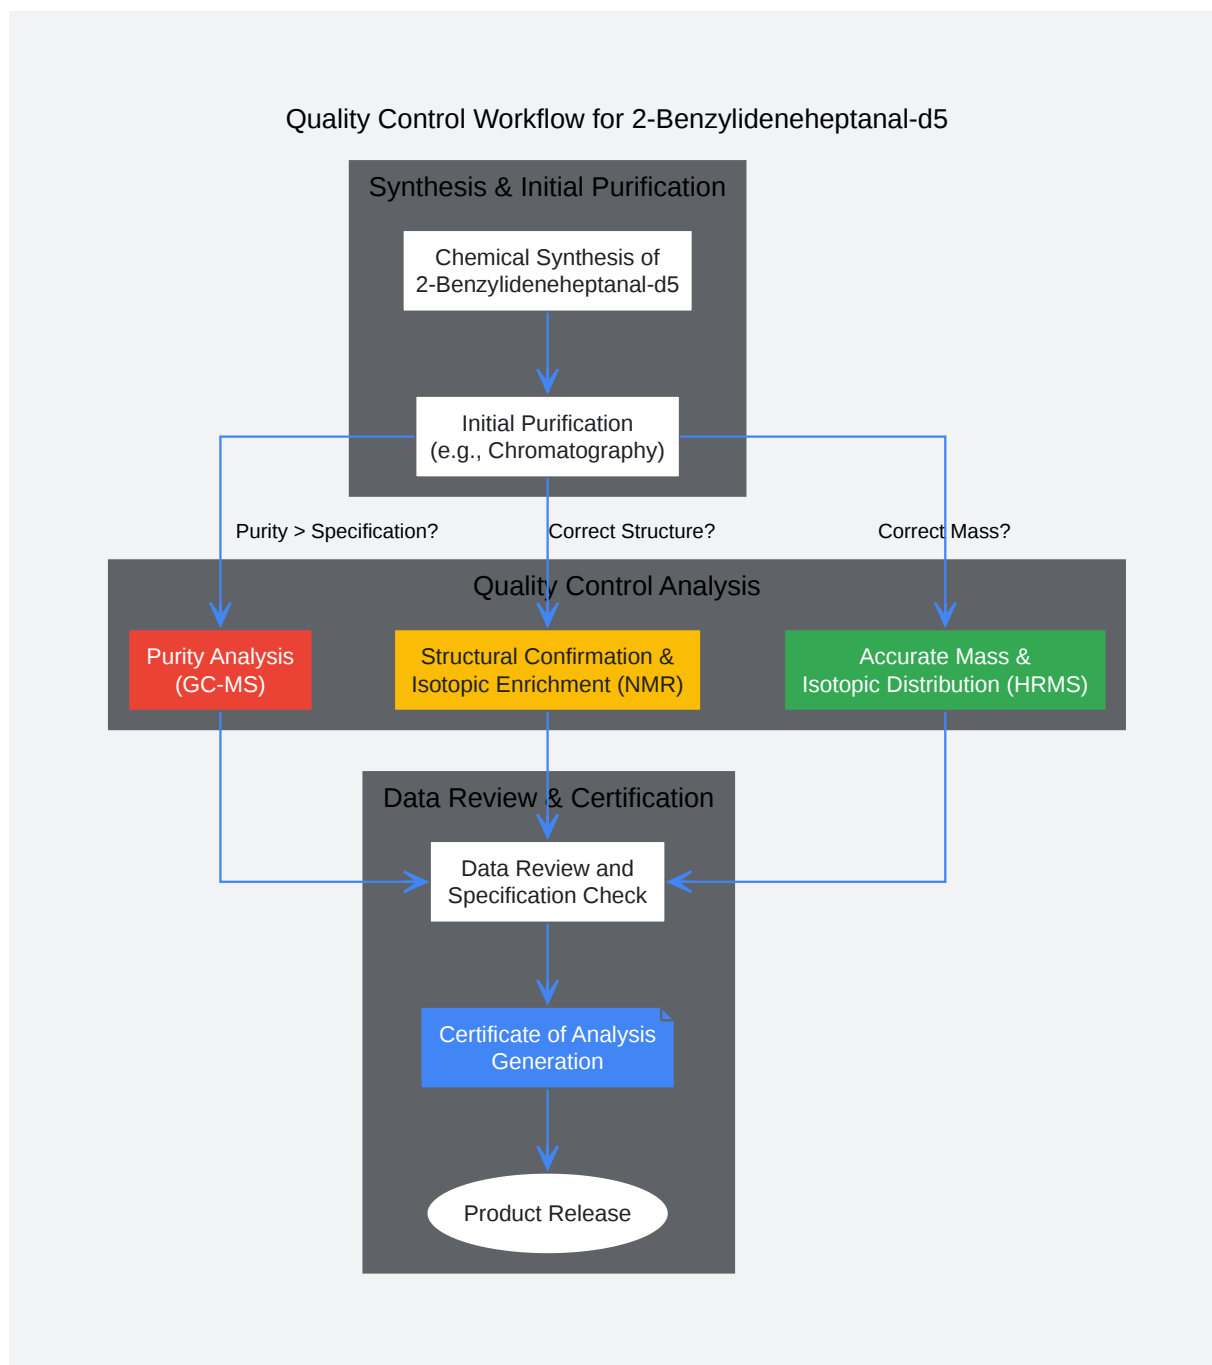 Quality Control Workflow for 2-Benzylideneheptanal-d5
Synthesis & Initial Purification
Chemical Synthesis of
2-Benzylideneheptanal-d5
Initial Purification
(e.g., Chromatography)
Purity > Specification?
Correct Structure?
Correct Mass?
Quality Control Analysis
Purity Analysis
(GC-MS)
Structural Confirmation &
Isotopic Enrichment (NMR)
Accurate Mass &
Isotopic Distribution (HRMS)
Data Review & Certification
Data Review and
Specification Check
Certificate of Analysis
Generation
Product Release